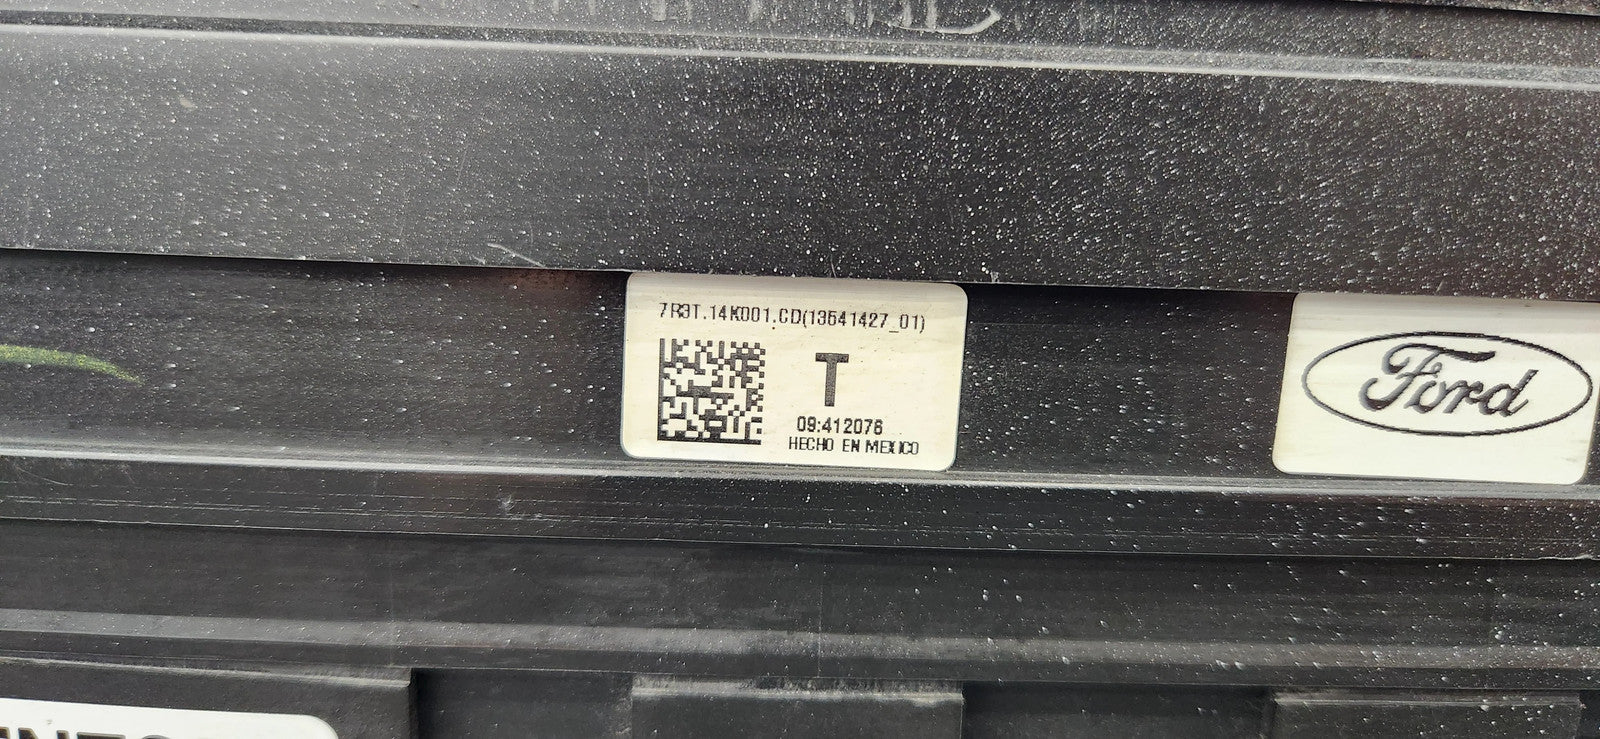 7R3T.14K001.CD(13541427_01)
T
09:412076
HECHO EN MEXICO
Ford